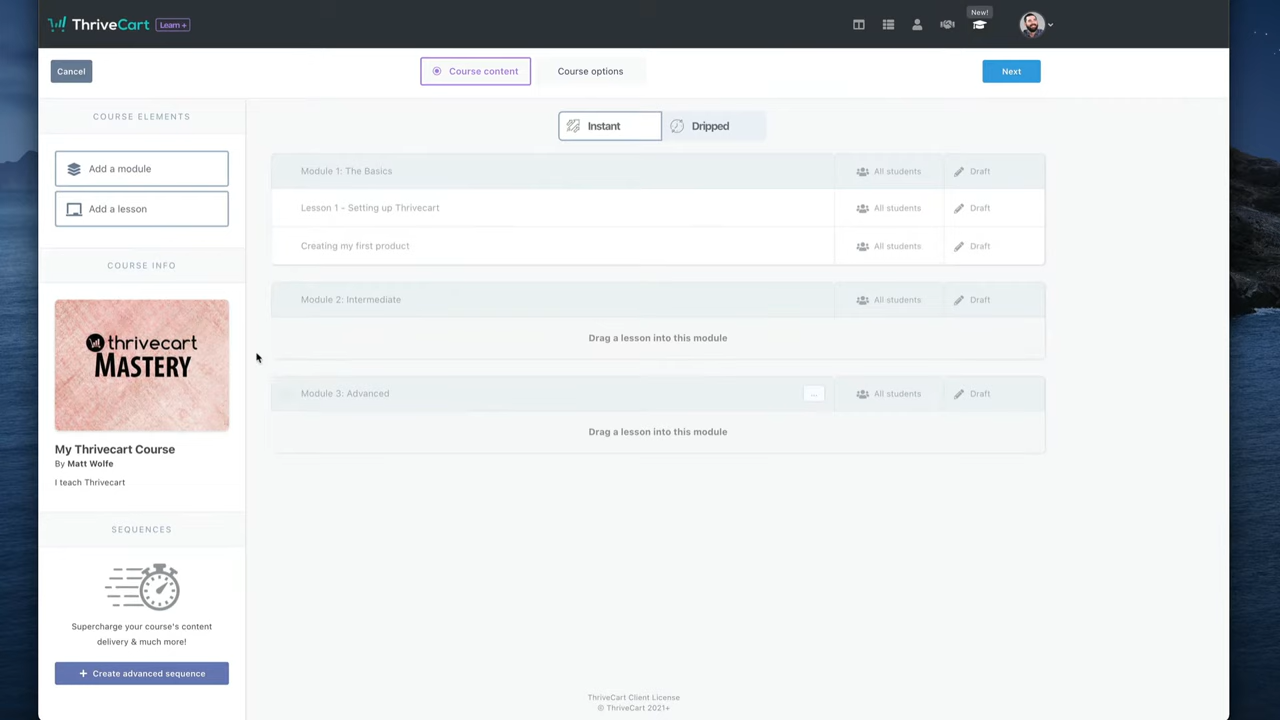 ThriveCart Learn +
New!
Cancel
Course content
Course options
Next
COURSE ELEMENTS
Add a module
Add a lesson
COURSE INFO
thrivecart
MASTERY
My Thrivecart Course
By Matt Wolfe
I teach Thrivecart
SEQUENCES
Supercharge your course's content
delivery & much more!
+ Create advanced sequence
Instant
Dripped
Module 1: The Basics All students Draft
Lesson 1 – Setting up Thrivecart All students Draft
Creating my first product All students Draft
Module 2: Intermediate All students Draft
Drag a lesson into this module
Module 3: Advanced ... All students Draft
Drag a lesson into this module
ThriveCart Client License
© ThriveCart 2021+